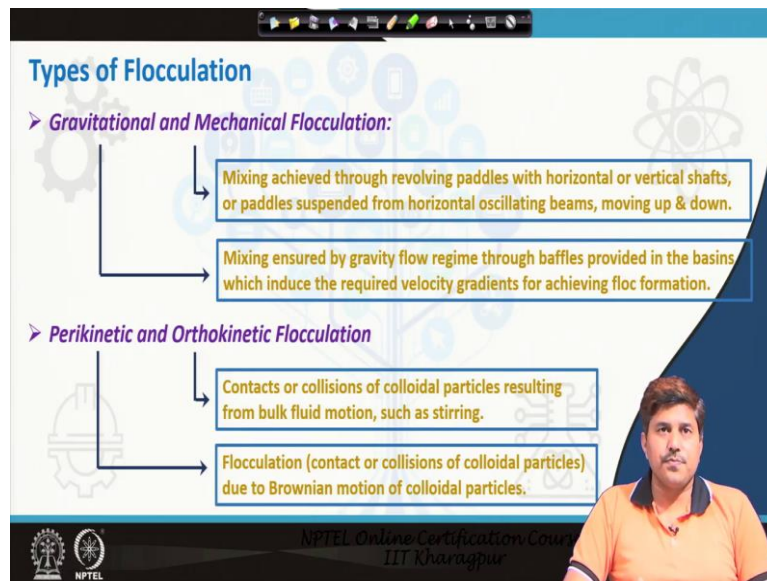 Types of Flocculation
➢ Gravitational and Mechanical Flocculation:
Mixing achieved through revolving paddles with horizontal or vertical shafts,
or paddles suspended from horizontal oscillating beams, moving up & down.
Mixing ensured by gravity flow regime through baffles provided in the basins
which induce the required velocity gradients for achieving floc formation.
➢ Perikinetic and Orthokinetic Flocculation
Contacts or collisions of colloidal particles resulting
from bulk fluid motion, such as stirring.
Flocculation (contact or collisions of colloidal particles)
due to Brownian motion of colloidal particles.
NPTEL Online Certification Cours
IIT Kharagpur
NPTEL